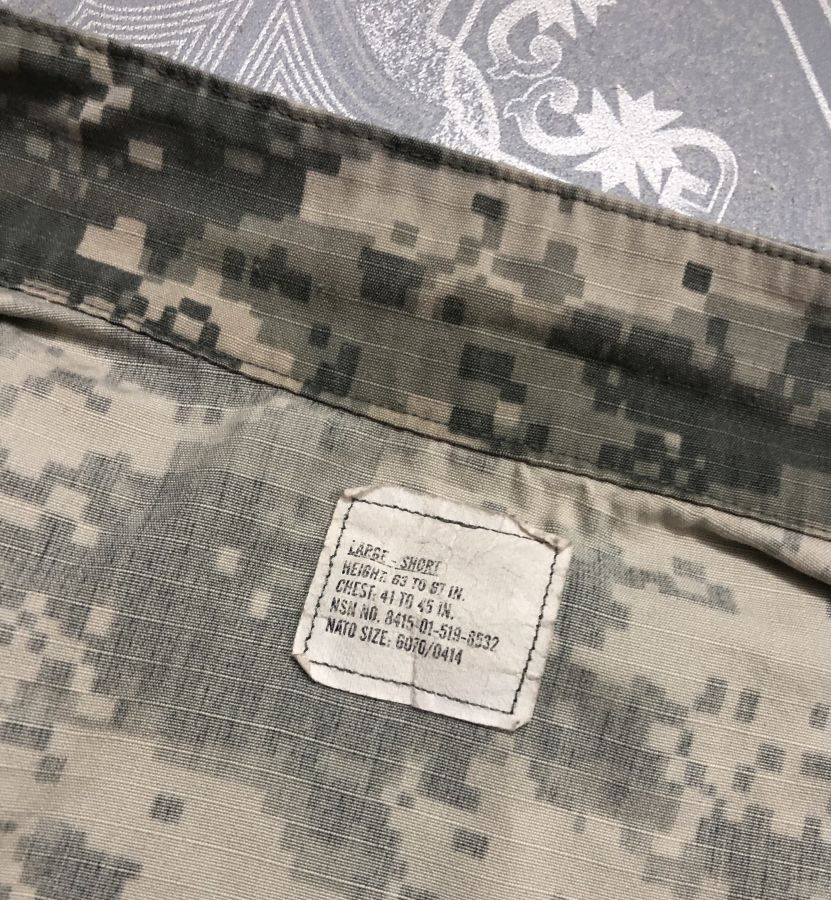 LARGE - SHORT
HEIGHT: 63 TO 67 IN.
CHEST: 41 TO 45 IN.
NSN NO. 8415-01-519-8532
NATO SIZE: 6070/0414